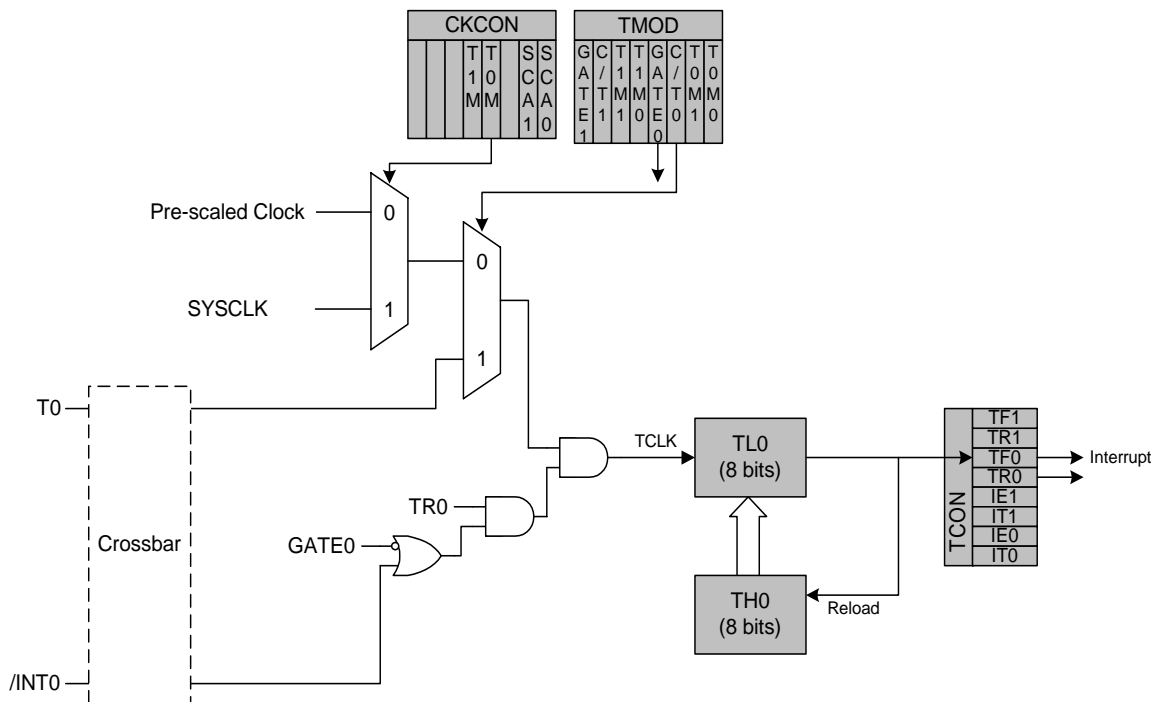 CKCON
T1M
T0M
SCA1
SCA0
TMOD
GATE1
C/T1
T1M1
T1M0
GATE0
C/T0
T0M1
T0M0
Pre-scaled Clock
0
SYSCLK
1
0
1
T0
Crossbar
/INT0
TR0
GATE0
TCLK
TL0
(8 bits)
TH0
(8 bits)
Reload
TCON
TF1
TR1
TF0
TR0
IE1
IT1
IE0
IT0
Interrupt